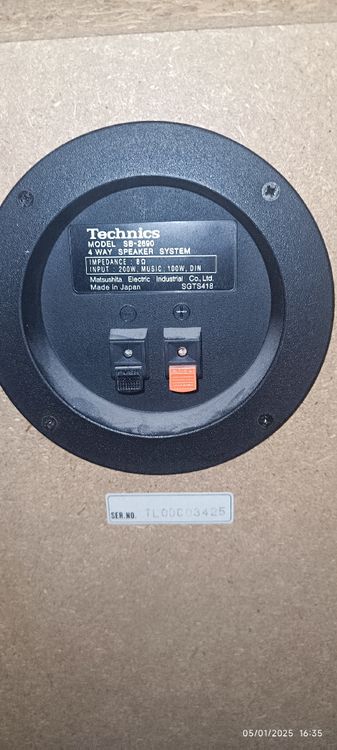 Technics
MODEL SB-2690
4 WAY SPEAKER SYSTEM
IMPEDANCE : 8Ω
INPUT : 200W, MUSIC; 100W, DIN
Matsushita Electric Industrial Co., Ltd.
Made in Japan SGTS418
- +
SER.NO.
05/01/2025 16:35